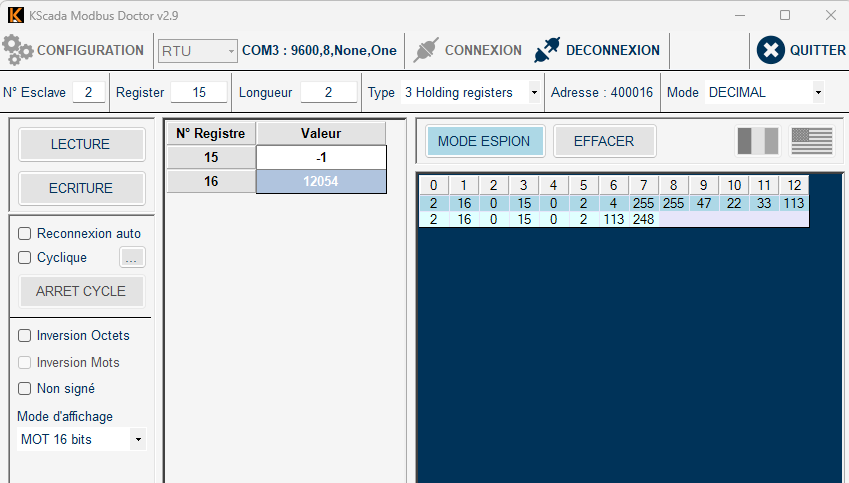 KScada Modbus Doctor v2.9
CONFIGURATION RTU COM3 : 9600,8,None,One CONNEXION DECONNEXION QUITTER
N° Esclave 2 Register 15 Longueur 2 Type 3 Holding registers Adresse : 400016 Mode DECIMAL
LECTURE
ECRITURE
Reconnexion auto
Cyclique ...
ARRET CYCLE
Inversion Octets
Inversion Mots
Non signé
Mode d'affichage
MOT 16 bits
N° Registre Valeur
15 -1
16 12054
MODE ESPION EFFACER
0 1 2 3 4 5 6 7 8 9 10 11 12
2 16 0 15 0 2 4 255 255 47 22 33 113
2 16 0 15 0 2 113 248